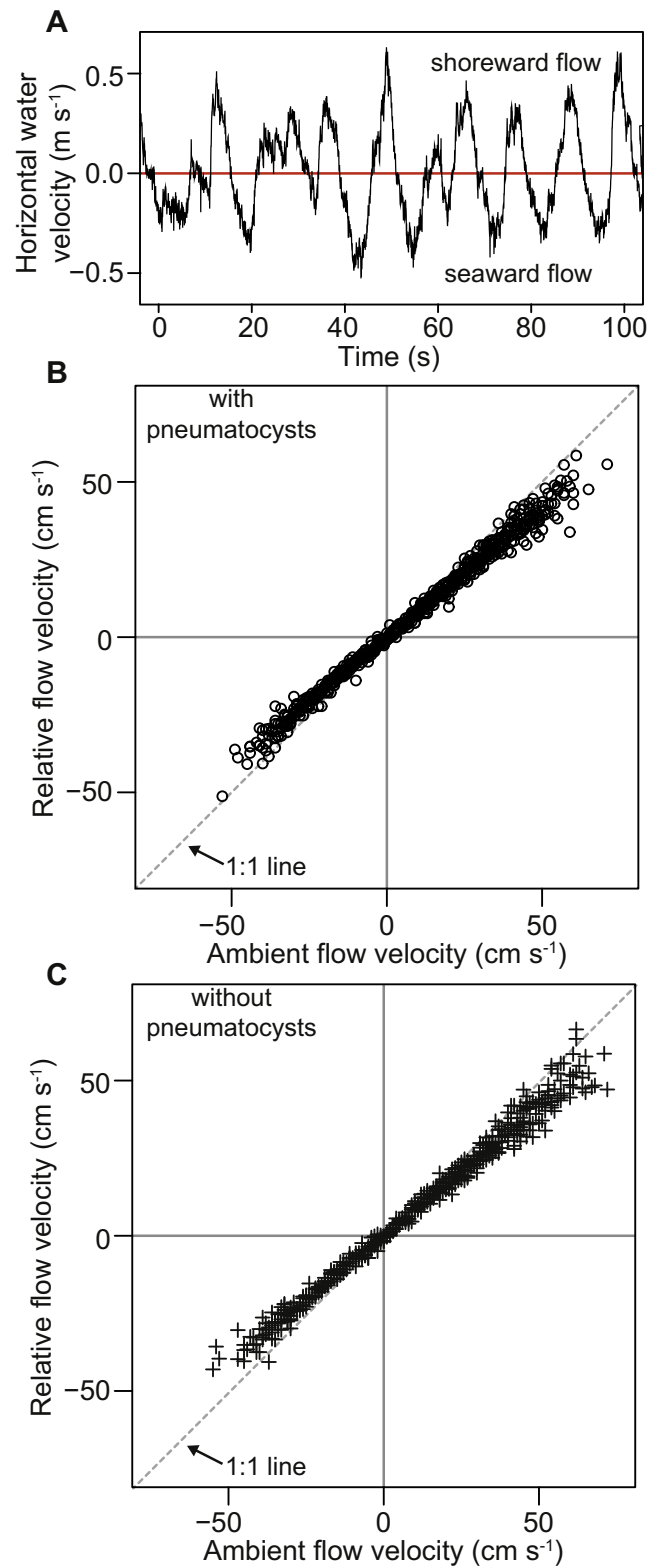 A
Horizontal water
velocity (m s⁻¹)
0.5
0.0
−0.5
shoreward flow
seaward flow
0 20 40 60 80 100
Time (s)
B
with
pneumatocysts
Relative flow velocity (cm s⁻¹)
50
0
−50
1:1 line
−50 0 50
Ambient flow velocity (cm s⁻¹)
C
without
pneumatocysts
Relative flow velocity (cm s⁻¹)
50
0
−50
1:1 line
−50 0 50
Ambient flow velocity (cm s⁻¹)